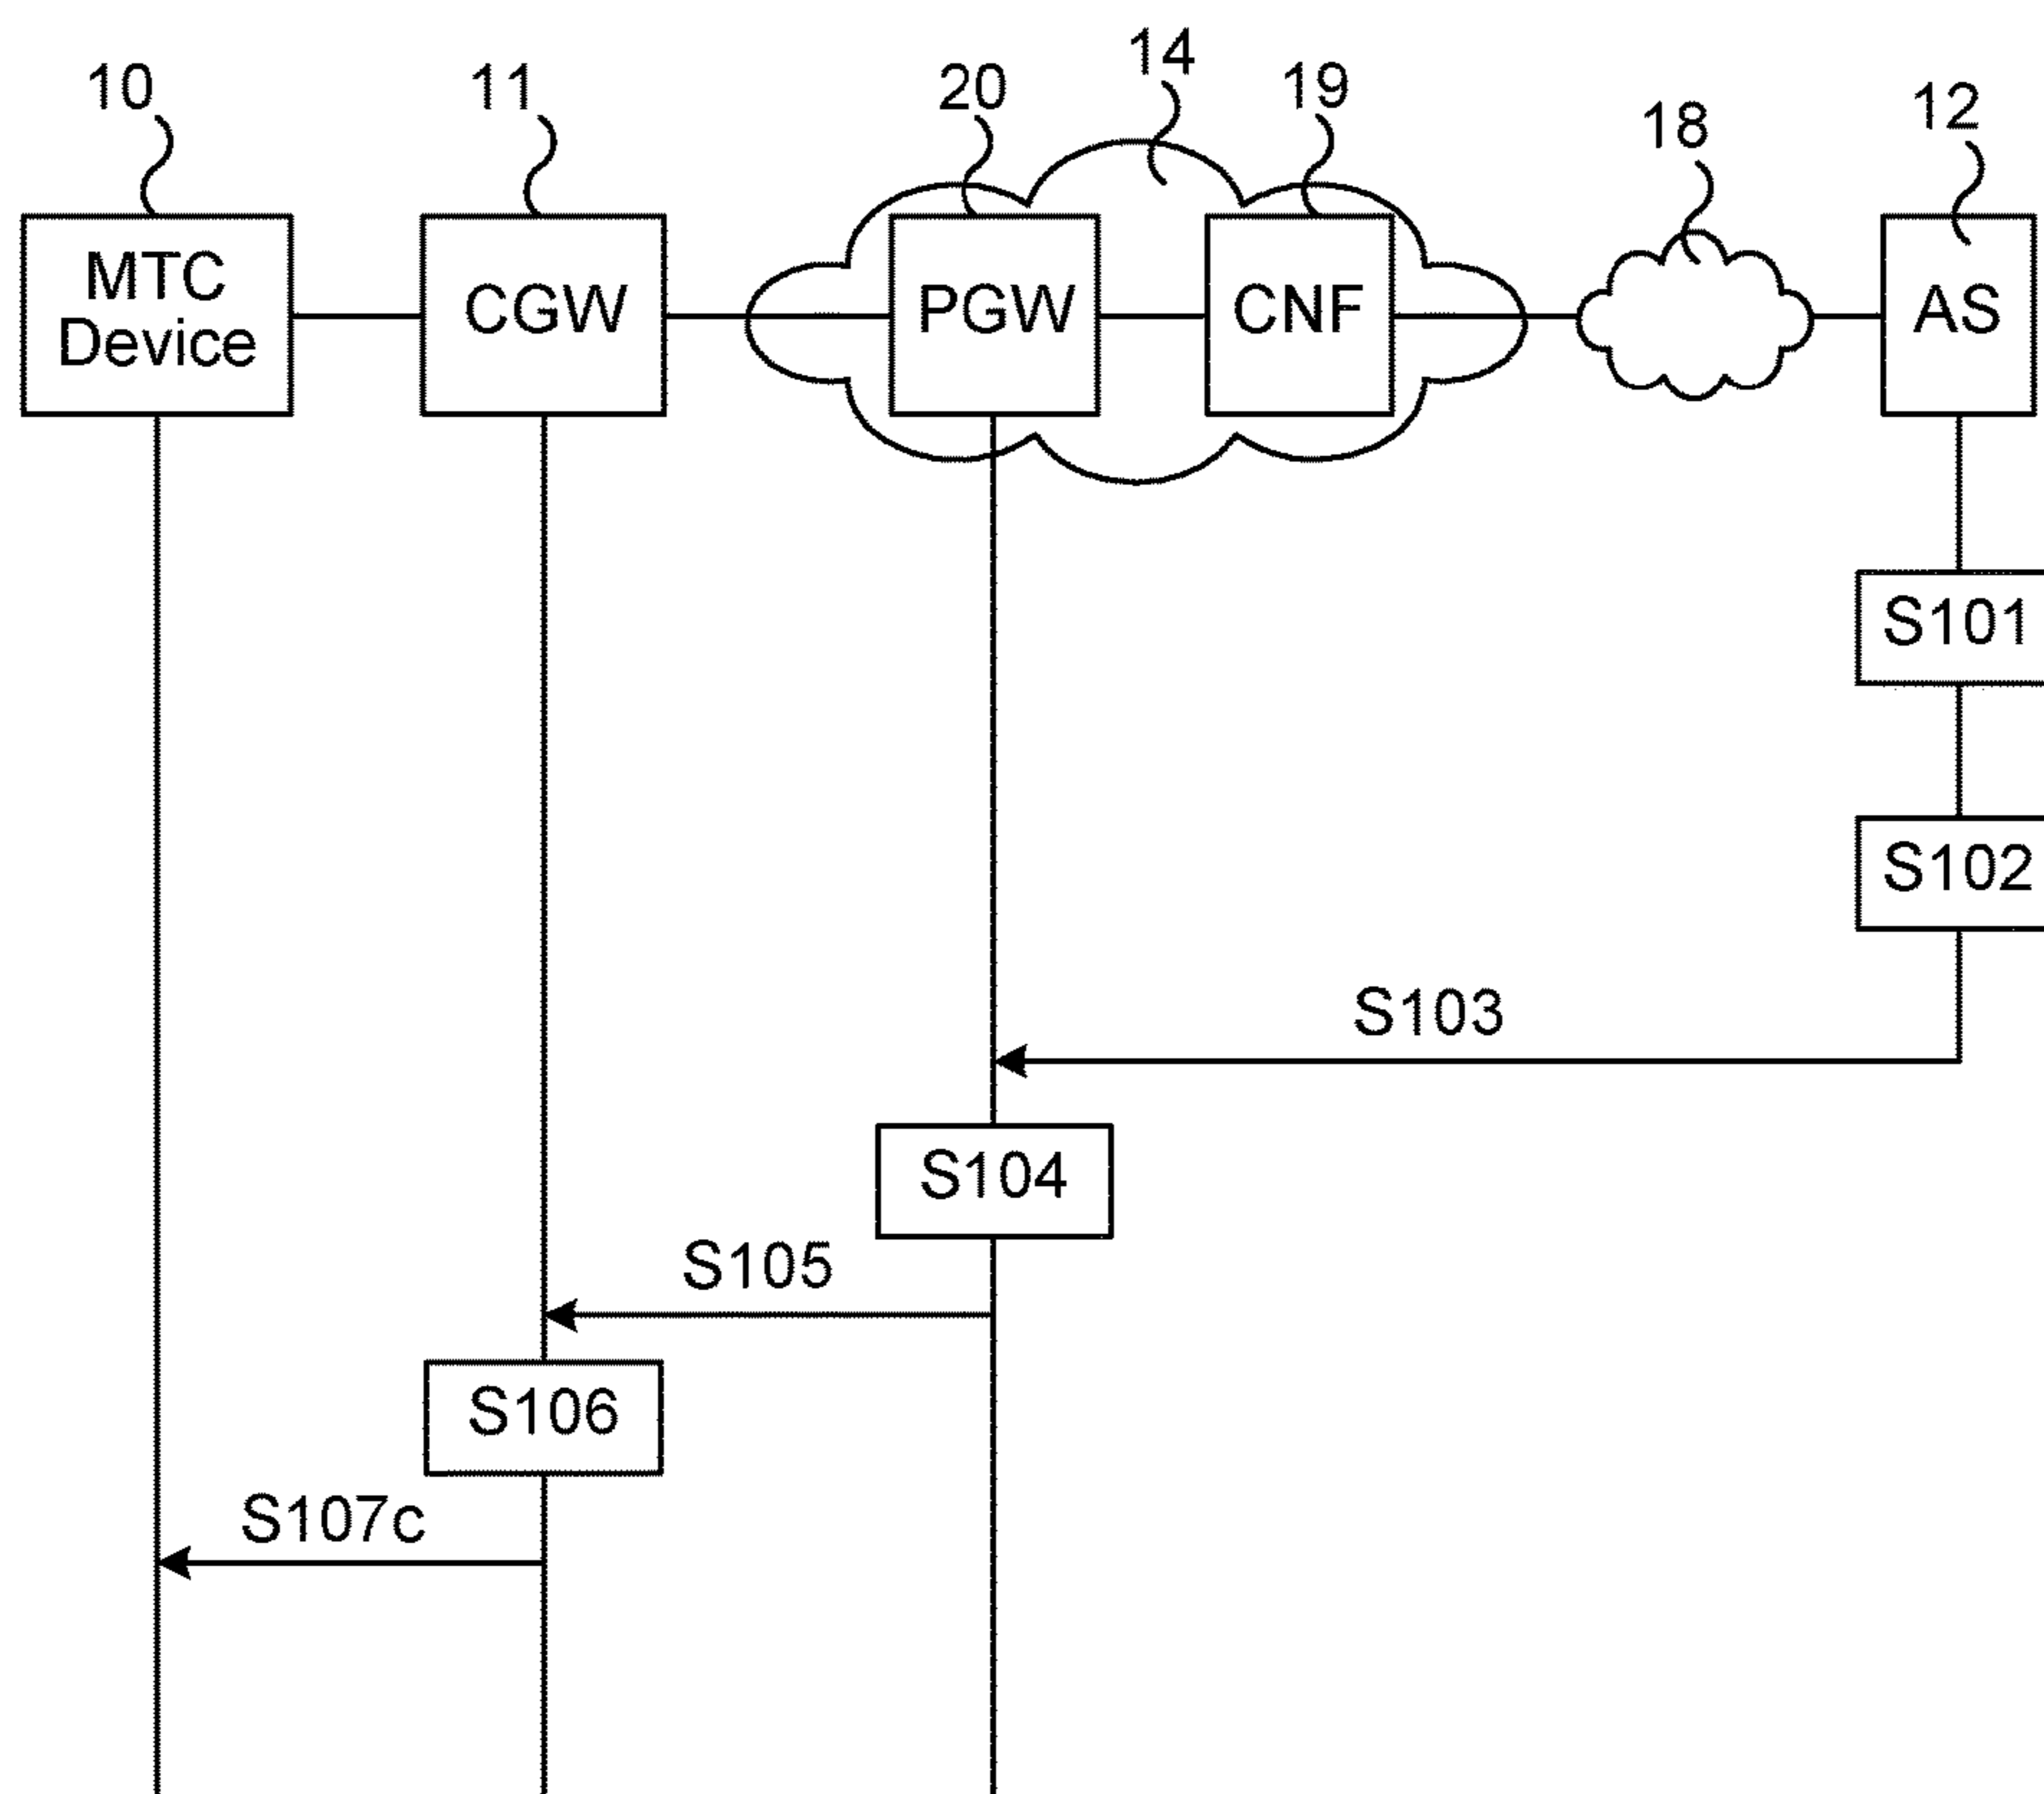 10
11
20
14
19
18
12
MTC
Device
CGW
PGW
CNF
AS
S101
S102
S103
S104
S105
S106
S107c